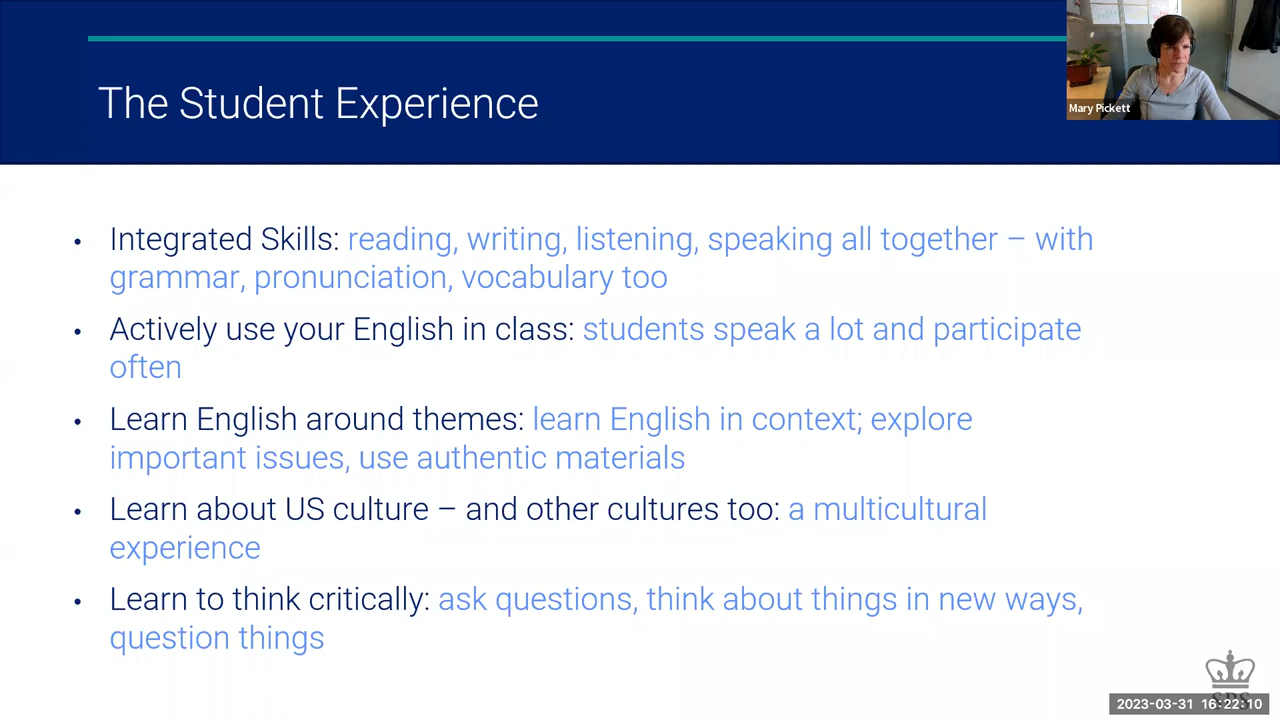 The Student Experience
Mary Pickett
• Integrated Skills: reading, writing, listening, speaking all together – with
grammar, pronunciation, vocabulary too
• Actively use your English in class: students speak a lot and participate
often
• Learn English around themes: learn English in context; explore
important issues, use authentic materials
• Learn about US culture – and other cultures too: a multicultural
experience
• Learn to think critically: ask questions, think about things in new ways,
question things
SPS
2023-03-31 16:22:10